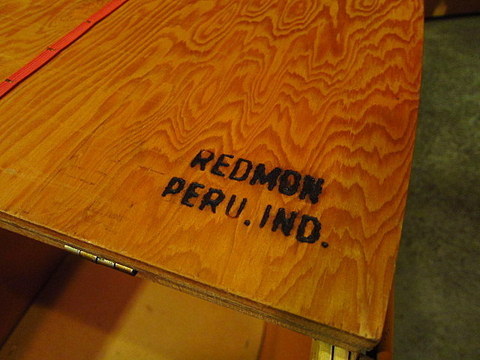 REDMON
PERU, IND.